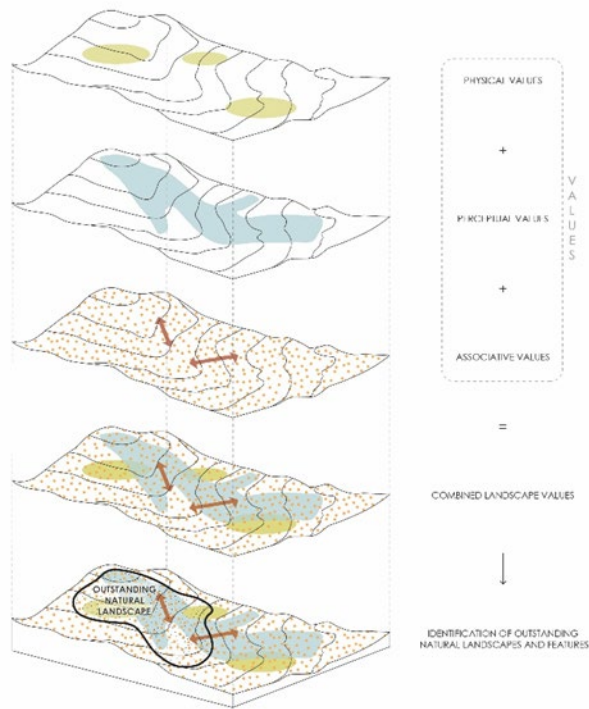 PHYSICAL VALUES
+
PERCEPTUAL VALUES
VALUES
+
ASSOCIATIVE VALUES
=
COMBINED LANDSCAPE VALUES
OUTSTANDING
NATURAL
LANDSCAPE
IDENTIFICATION OF OUTSTANDING
NATURAL LANDSCAPES AND FEATURES